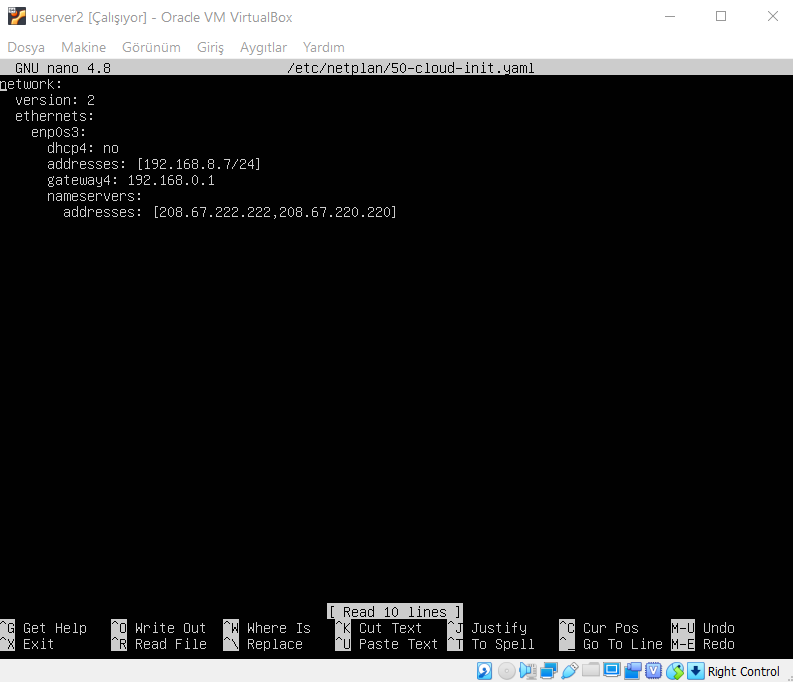 userver2 [Çalışıyor] - Oracle VM VirtualBox
Dosya Makine Görünüm Giriş Aygıtlar Yardım
GNU nano 4.8 /etc/netplan/50-cloud-init.yaml
network:
  version: 2
  ethernets:
    enp0s3:
      dhcp4: no
      addresses: [192.168.8.7/24]
      gateway4: 192.168.0.1
      nameservers:
        addresses: [208.67.222.222,208.67.220.220]
[ Read 10 lines ]
^G Get Help ^O Write Out ^W Where Is ^K Cut Text ^J Justify ^C Cur Pos M-U Undo
^X Exit ^R Read File ^\ Replace ^U Paste Text ^T To Spell ^_ Go To Line M-E Redo
Right Control